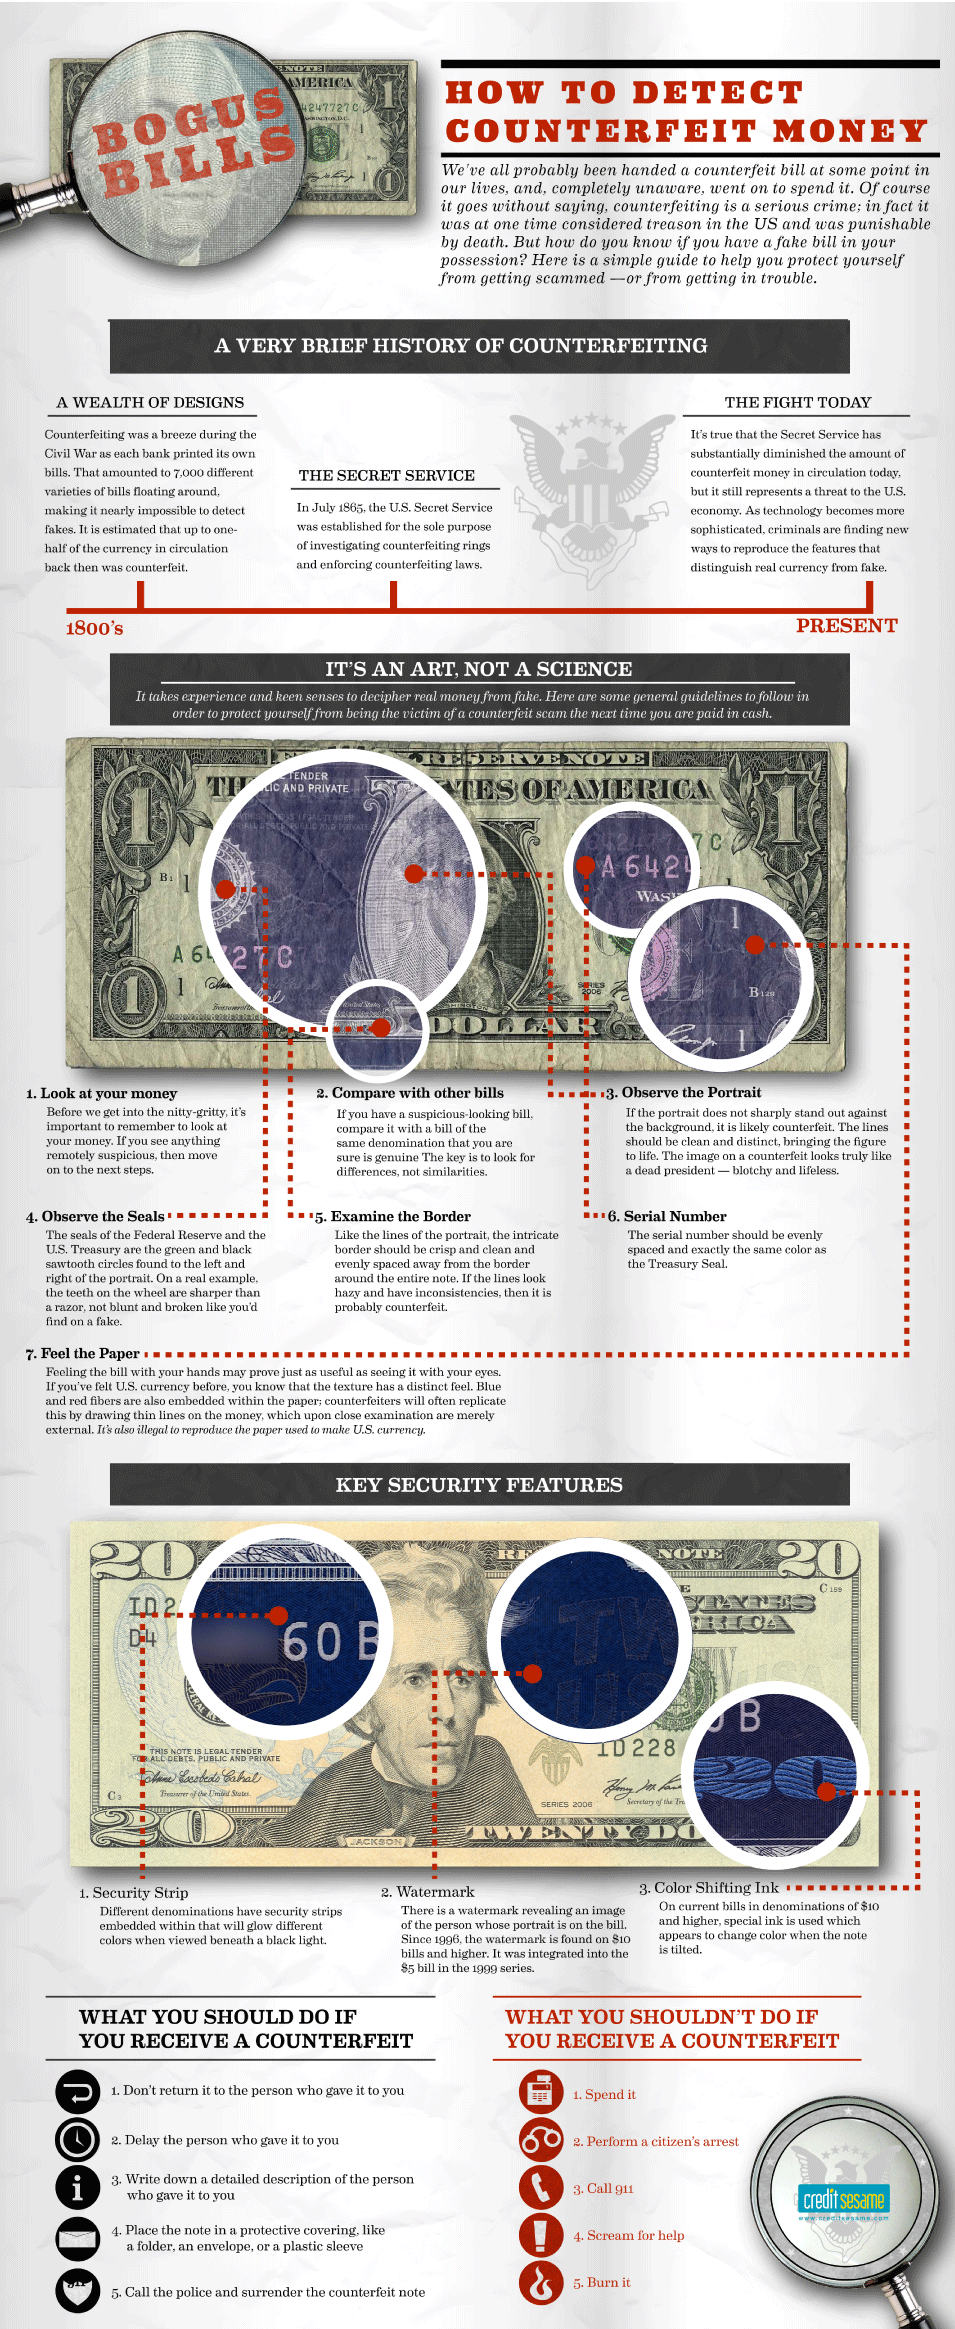 BOGUS
BILLS
HOW TO DETECT
COUNTERFEIT MONEY
We've all probably been handed a counterfeit bill at some point in
our lives, and, completely unaware, went on to spend it. Of course
it goes without saying, counterfeiting is a serious crime; in fact it
was at one time considered treason in the US and was punishable
by death. But how do you know if you have a fake bill in your
possession? Here is a simple guide to help you protect yourself
from getting scammed —or from getting in trouble.
A VERY BRIEF HISTORY OF COUNTERFEITING
A WEALTH OF DESIGNS
Counterfeiting was a breeze during the
Civil War as each bank printed its own
bills. That amounted to 7,000 different
varieties of bills floating around,
making it nearly impossible to detect
fakes. It is estimated that up to one-
half of the currency in circulation
back then was counterfeit.
THE SECRET SERVICE
In July 1865, the U.S. Secret Service
was established for the sole purpose
of investigating counterfeiting rings
and enforcing counterfeiting laws.
THE FIGHT TODAY
It's true that the Secret Service has
substantially diminished the amount of
counterfeit money in circulation today,
but it still represents a threat to the U.S.
economy. As technology becomes more
sophisticated, criminals are finding new
ways to reproduce the features that
distinguish real currency from fake.
1800's
PRESENT
IT'S AN ART, NOT A SCIENCE
It takes experience and keen senses to decipher real money from fake. Here are some general guidelines to follow in
order to protect yourself from being the victim of a counterfeit scam the next time you are paid in cash.
1. Look at your money
Before we get into the nitty-gritty, it's
important to remember to look at
your money. If you see anything
remotely suspicious, then move
on to the next steps.
2. Compare with other bills
If you have a suspicious-looking bill,
compare it with a bill of the
same denomination that you are
sure is genuine The key is to look for
differences, not similarities.
3. Observe the Portrait
If the portrait does not sharply stand out against
the background, it is likely counterfeit. The lines
should be clean and distinct, bringing the figure
to life. The image on a counterfeit looks truly like
a dead president — blotchy and lifeless.
4. Observe the Seals
The seals of the Federal Reserve and the
U.S. Treasury are the green and black
sawtooth circles found to the left and
right of the portrait. On a real example,
the teeth on the wheel are sharper than
a razor, not blunt and broken like you'd
find on a fake.
5. Examine the Border
Like the lines of the portrait, the intricate
border should be crisp and clean and
evenly spaced away from the border
around the entire note. If the lines look
hazy and have inconsistencies, then it is
probably counterfeit.
6. Serial Number
The serial number should be evenly
spaced and exactly the same color as
the Treasury Seal.
7. Feel the Paper
Feeling the bill with your hands may prove just as useful as seeing it with your eyes.
If you've felt U.S. currency before, you know that the texture has a distinct feel. Blue
and red fibers are also embedded within the paper; counterfeiters will often replicate
this by drawing thin lines on the money, which upon close examination are merely
external. It's also illegal to reproduce the paper used to make U.S. currency.
KEY SECURITY FEATURES
20
NOTE
20
C 159
60 B
THIS NOTE IS LEGAL TENDER
FOR ALL DEBTS, PUBLIC AND PRIVATE
Treasurer of the United States.
C 3
JACKSON
SERIES 2006
ID 228
20
1. Security Strip
Different denominations have security strips
embedded within that will glow different
colors when viewed beneath a black light.
2. Watermark
There is a watermark revealing an image
of the person whose portrait is on the bill.
Since 1996, the watermark is found on $10
bills and higher. It was integrated into the
$5 bill in the 1999 series.
3. Color Shifting Ink
On current bills in denominations of $10
and higher, special ink is used which
appears to change color when the note
is tilted.
WHAT YOU SHOULD DO IF
YOU RECEIVE A COUNTERFEIT
1. Don't return it to the person who gave it to you
2. Delay the person who gave it to you
3. Write down a detailed description of the person
who gave it to you
4. Place the note in a protective covering, like
a folder, an envelope, or a plastic sleeve
5. Call the police and surrender the counterfeit note
WHAT YOU SHOULDN'T DO IF
YOU RECEIVE A COUNTERFEIT
1. Spend it
2. Perform a citizen's arrest
3. Call 911
4. Scream for help
5. Burn it
credit sesame
www.creditsesame.com